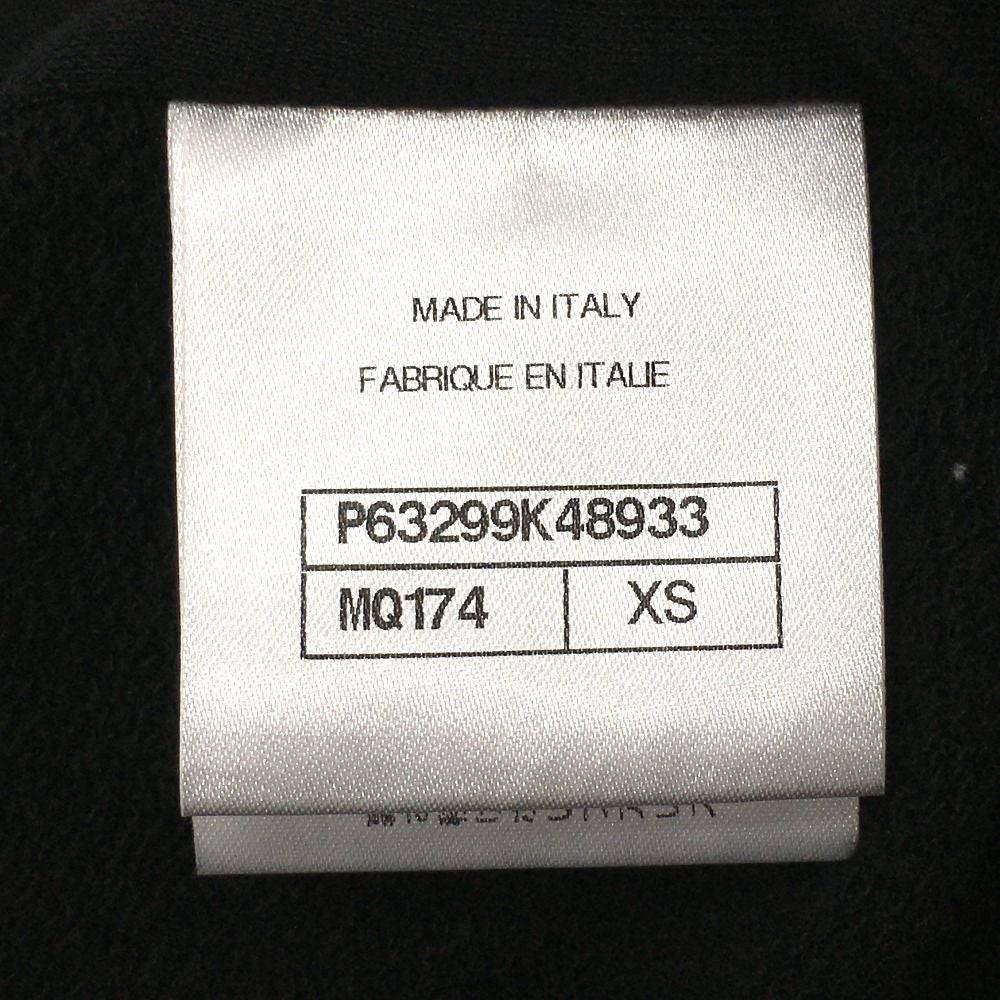 MADE IN ITALY
FABRIQUE EN ITALIE
P63299K48933
MQ174 XS